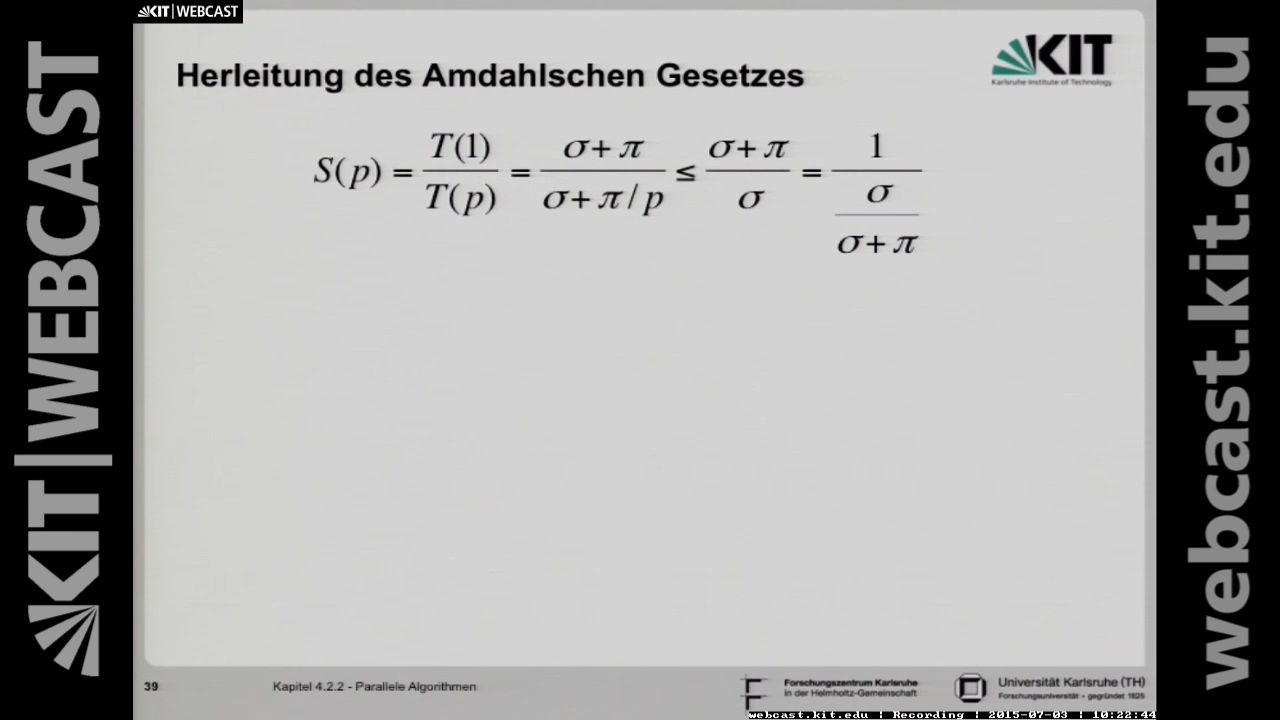 KIT|WEBCAST
KIT|WEBCAST
Herleitung des Amdahlschen Gesetzes
KIT
Karlsruhe Institute of Technology
S(p) = T(1) / T(p) = σ+π / σ+π/p ≤ σ+π / σ = 1 / σ / σ+π
39
Kapitel 4.2.2 - Parallele Algorithmen
Forschungszentrum Karlsruhe
in der Helmholtz-Gemeinschaft
Universität Karlsruhe (TH)
Forschungsuniversität • gegründet 1825
webcast.kit.edu | Recording | 2015-07-03 | 10:22:44
webcast.kit.edu